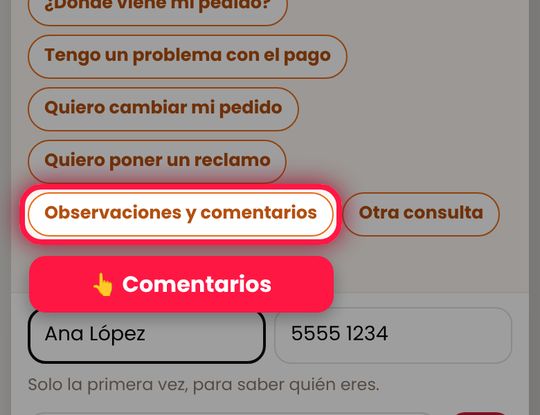 ¿Dónde viene mi pedido?
Tengo un problema con el pago
Quiero cambiar mi pedido
Quiero poner un reclamo
Observaciones y comentarios
Otra consulta
👆 Comentarios
Ana López
5555 1234
Solo la primera vez, para saber quién eres.